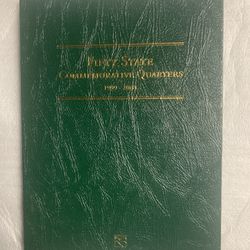 Fifty State
Commemorative Quarters
1999 - 2008